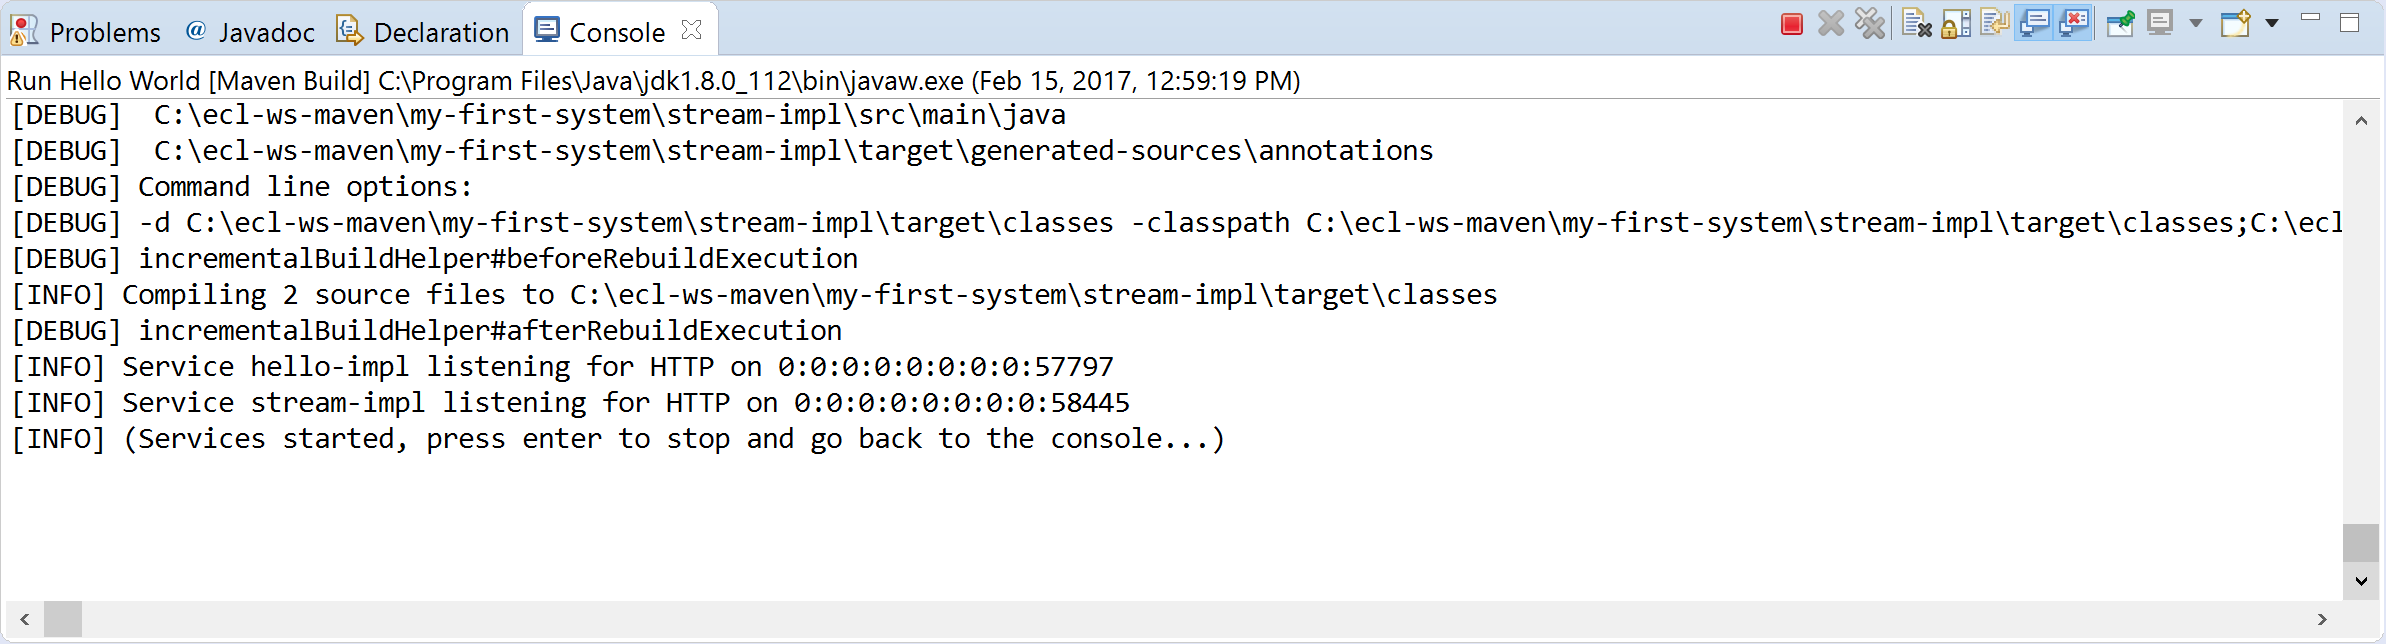 Problems @ Javadoc Declaration Console
Run Hello World [Maven Build] C:\Program Files\Java\jdk1.8.0_112\bin\javaw.exe (Feb 15, 2017, 12:59:19 PM)
[DEBUG]  C:\ecl-ws-maven\my-first-system\stream-impl\src\main\java
[DEBUG]  C:\ecl-ws-maven\my-first-system\stream-impl\target\generated-sources\annotations
[DEBUG] Command line options:
[DEBUG] -d C:\ecl-ws-maven\my-first-system\stream-impl\target\classes -classpath C:\ecl-ws-maven\my-first-system\stream-impl\target\classes;C:\ecl
[DEBUG] incrementalBuildHelper#beforeRebuildExecution
[INFO] Compiling 2 source files to C:\ecl-ws-maven\my-first-system\stream-impl\target\classes
[DEBUG] incrementalBuildHelper#afterRebuildExecution
[INFO] Service hello-impl listening for HTTP on 0:0:0:0:0:0:0:0:57797
[INFO] Service stream-impl listening for HTTP on 0:0:0:0:0:0:0:0:58445
[INFO] (Services started, press enter to stop and go back to the console...)